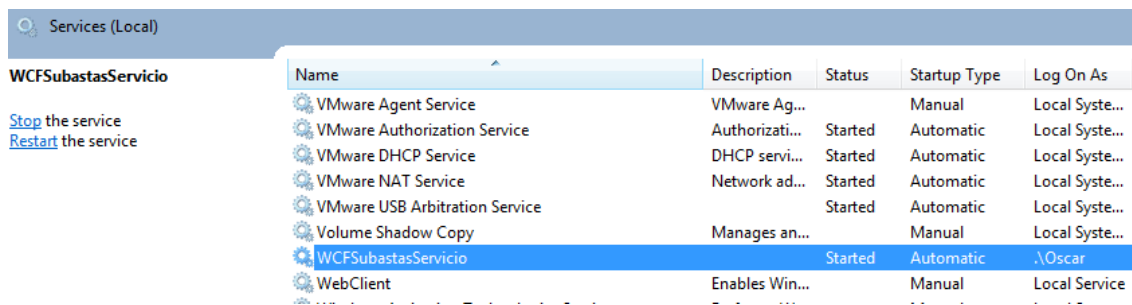 Services (Local)
WCFSubastasServicio
Stop the service
Restart the service
Name Description Status Startup Type Log On As
VMware Agent Service VMware Ag... Manual Local Syste...
VMware Authorization Service Authorizati... Started Automatic Local Syste...
VMware DHCP Service DHCP servi... Started Automatic Local Syste...
VMware NAT Service Network ad... Started Automatic Local Syste...
VMware USB Arbitration Service Started Automatic Local Syste...
Volume Shadow Copy Manages an... Manual Local Syste...
WCFSubastasServicio Started Automatic .\Oscar
WebClient Enables Win... Manual Local Service